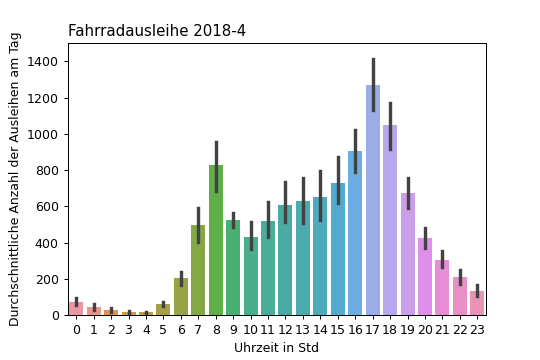 Fahrradausleihe 2018-4
Durchschnittliche Anzahl der Ausleihen am Tag
1400
1200
1000
800
600
400
200
0
0 1 2 3 4 5 6 7 8 9 10 11 12 13 14 15 16 17 18 19 20 21 22 23
Uhrzeit in Std